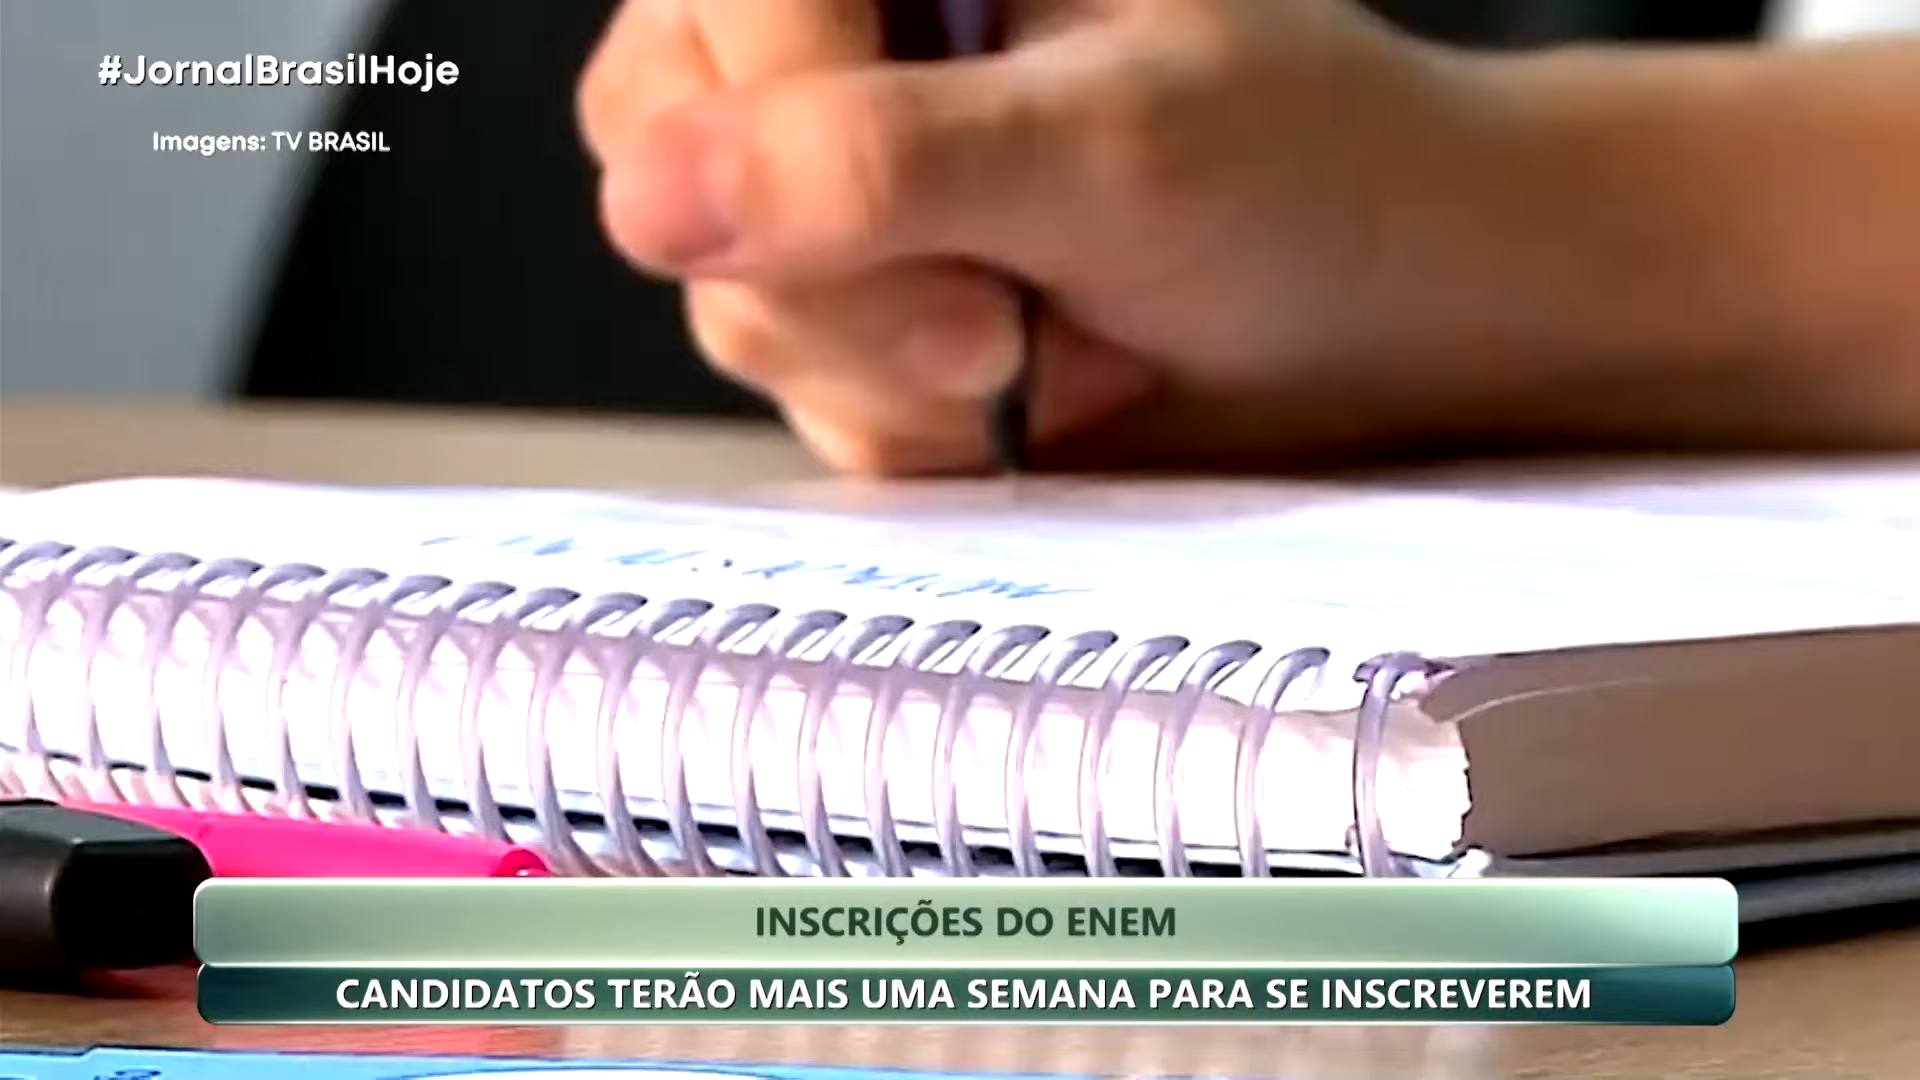 #JornalBrasilHoje
Imagens: TV BRASIL
INSCRIÇÕES DO ENEM
CANDIDATOS TERÃO MAIS UMA SEMANA PARA SE INSCREVEREM